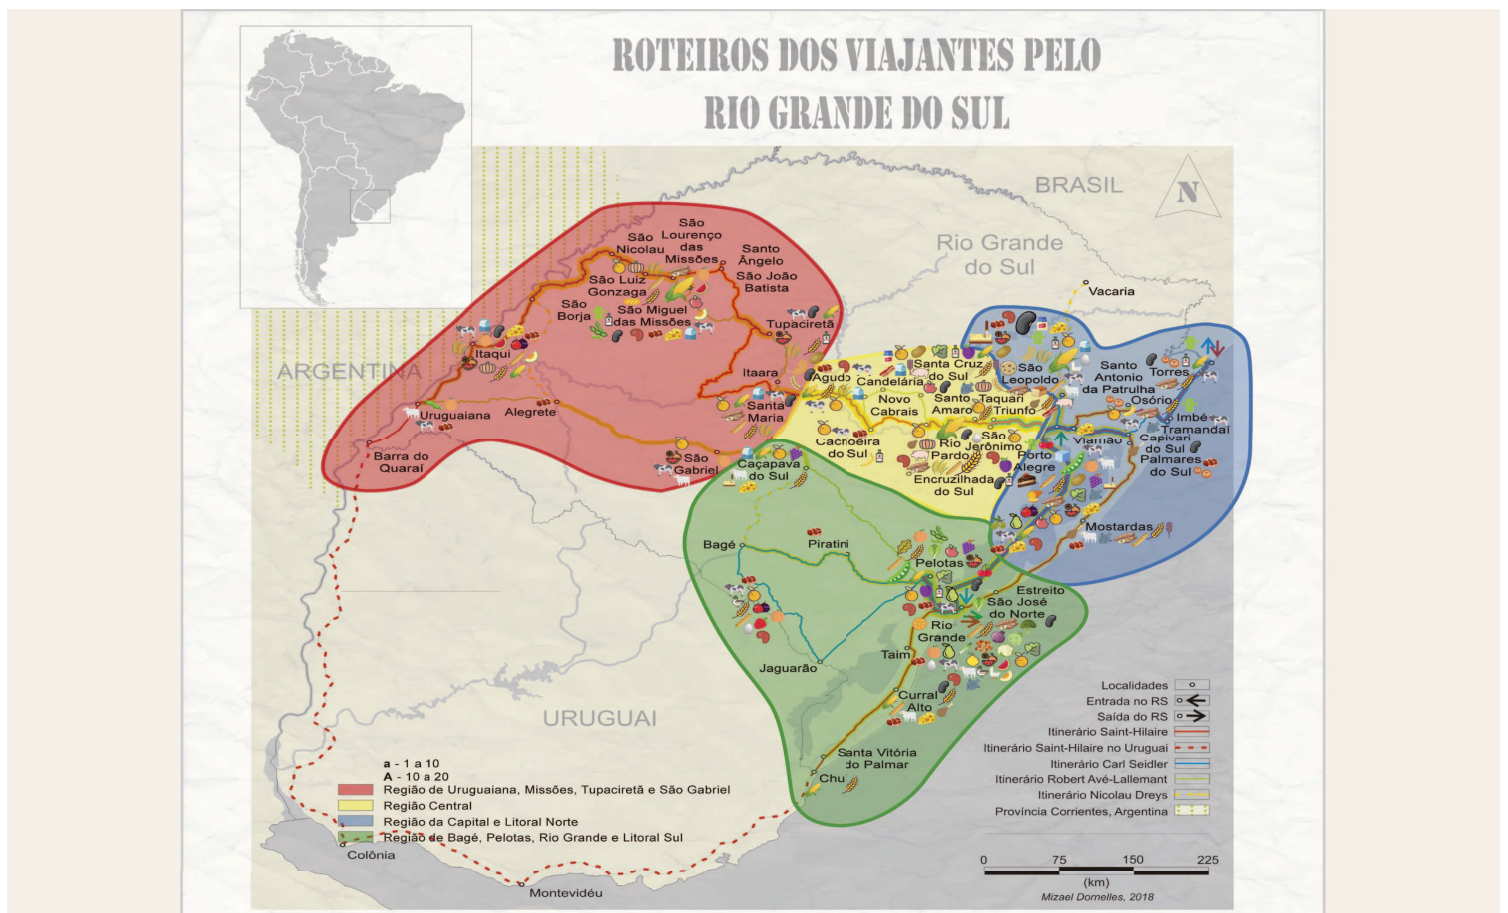 ROTEIROS DOS VIAJANTES PELO
RIO GRANDE DO SUL
BRASIL
N
Rio Grande
do Sul
Vacaria
São
Lourenço
das
Missões
São
Nicolau
Santo
Ângelo
São João
Batista
São Luiz
Gonzaga
São
Borja
São Miguel
das Missões
Tupaciretã
Itaqui
ARGENTINA
Itaara
Uruguaiana
Alegrete
Santa
Maria
Barra do
Quaraí
São
Gabriel
Agudo
Candelária
Santa Cruz
do Sul
São
Leopoldo
Santo
Antonio
da Patrulha
Torres
Osório
Novo
Cabrais
Santo
Amaro
Taquari
Triunfo
Imbé
Tramandaí
Cachoeira
do Sul
Rio
Pardo
São
Jerônimo
Porto
Alegre
Viamão
Capivari
do Sul
Palmares
do Sul
Caçapava
do Sul
Encruzilhada
do Sul
Mostardas
Bagé
Piratini
Pelotas
Estreito
São José
do Norte
Rio
Grande
Taim
Jaguarão
Curral
Alto
URUGUAI
Santa Vitória
do Palmar
Chuí
Localidades
Entrada no RS
Saída do RS
Itinerário Saint-Hilaire
Itinerário Saint-Hilaire no Uruguai
Itinerário Carl Seidler
Itinerário Robert Avé-Lallemant
Itinerário Nicolau Dreys
Província Corrientes, Argentina
a - 1 a 10
A - 10 a 20
Região de Uruguaiana, Missões, Tupaciretã e São Gabriel
Região Central
Região da Capital e Litoral Norte
Região de Bagé, Pelotas, Rio Grande e Litoral Sul
Colônia
Montevidéu
0 75 150 225
(km)
Mizael Dornelles, 2018